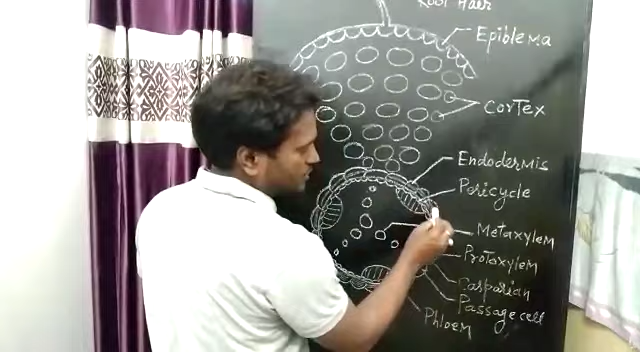 Root Hair
Epiblema
Cortex
Endodermis
Pericycle
Metaxylem
Protoxylem
Casparian
Passage cell
Phloem